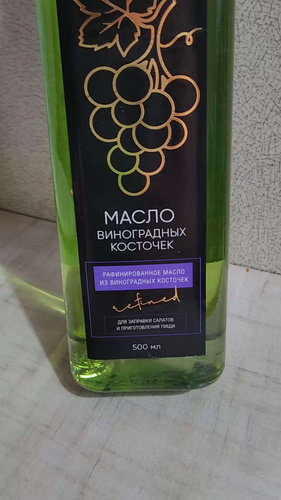 МАСЛО
ВИНОГРАДНЫХ
КОСТОЧЕК
РАФИНИРОВАННОЕ МАСЛО
ИЗ ВИНОГРАДНЫХ КОСТОЧЕК
refined
ДЛЯ ЗАПРАВКИ САЛАТОВ
И ПРИГОТОВЛЕНИЯ ПИЩИ
500 мл